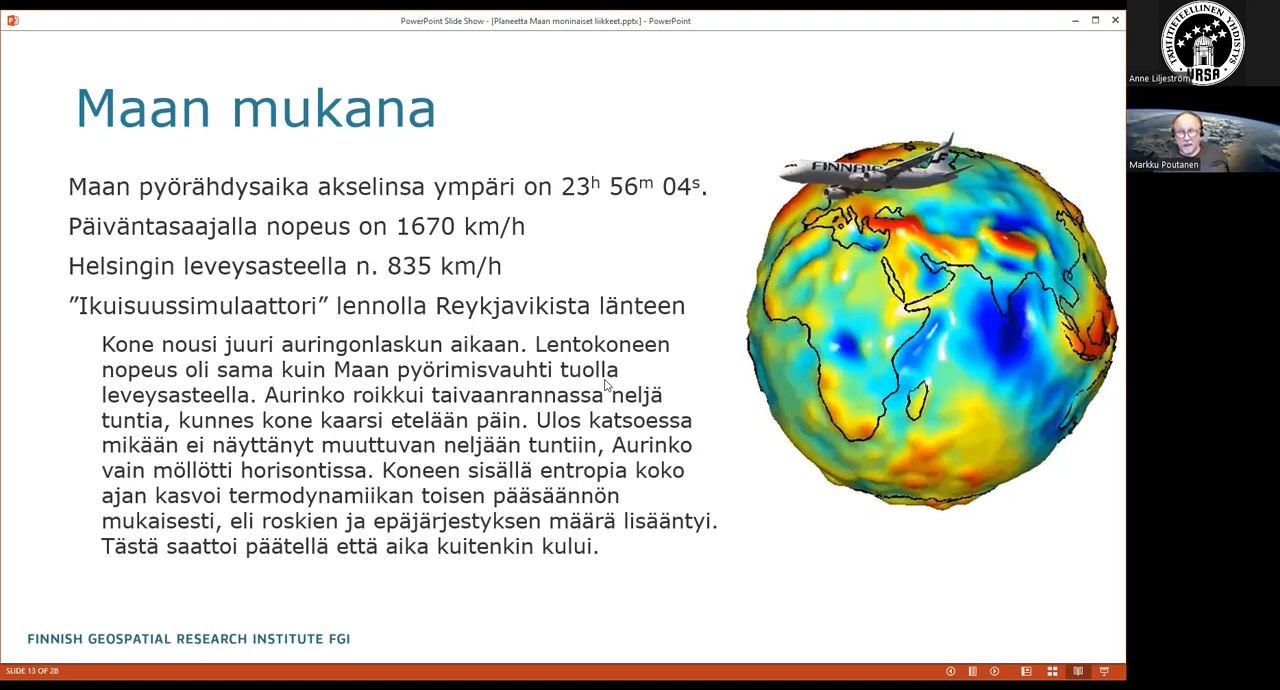 PowerPoint Slide Show - [Planeetta Maan moninaiset liikkeet.pptx] - PowerPoint
Maan mukana
Maan pyörähdysaika akselinsa ympäri on 23ʰ 56ᵐ 04ˢ.
Päiväntasaajalla nopeus on 1670 km/h
Helsingin leveysasteella n. 835 km/h
”Ikuisuussimulaattori” lennolla Reykjavikista länteen
Kone nousi juuri auringonlaskun aikaan. Lentokoneen
nopeus oli sama kuin Maan pyörimisvauhti tuolla
leveysasteella. Aurinko roikkui taivaanrannassa neljä
tuntia, kunnes kone kaarsi etelään päin. Ulos katsoessa
mikään ei näyttänyt muuttuvan neljään tuntiin, Aurinko
vain möllötti horisontissa. Koneen sisällä entropia koko
ajan kasvoi termodynamiikan toisen pääsäännön
mukaisesti, eli roskien ja epäjärjestyksen määrä lisääntyi.
Tästä saattoi päätellä että aika kuitenkin kului.
FINNAIR
FINNISH GEOSPATIAL RESEARCH INSTITUTE FGI
SLIDE 13 OF 28
TÄHTITIETEELLINEN YHDISTYS
URSA
Anne Liljeström
Markku Poutanen